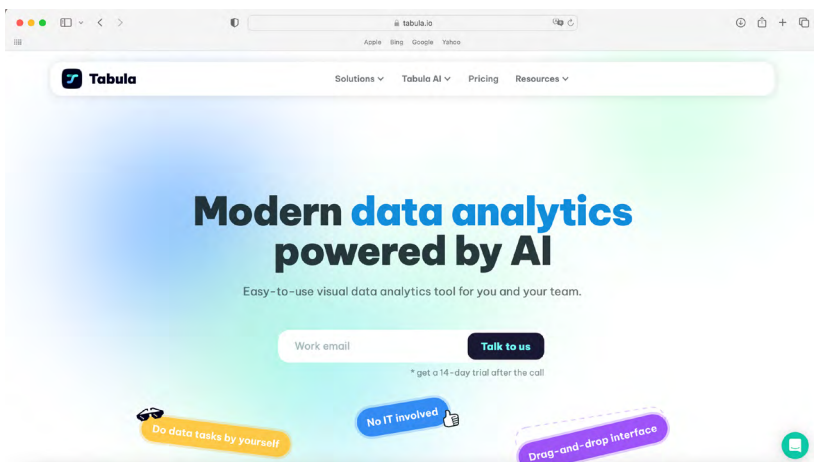 tabula.io
Apple Bing Google Yahoo
Tabula
Solutions Tabula AI Pricing Resources
Modern data analytics
powered by AI
Easy-to-use visual data analytics tool for you and your team.
Work email Talk to us
* get a 14-day trial after the call
Do data tasks by yourself
No IT involved
Drag-and-drop interface